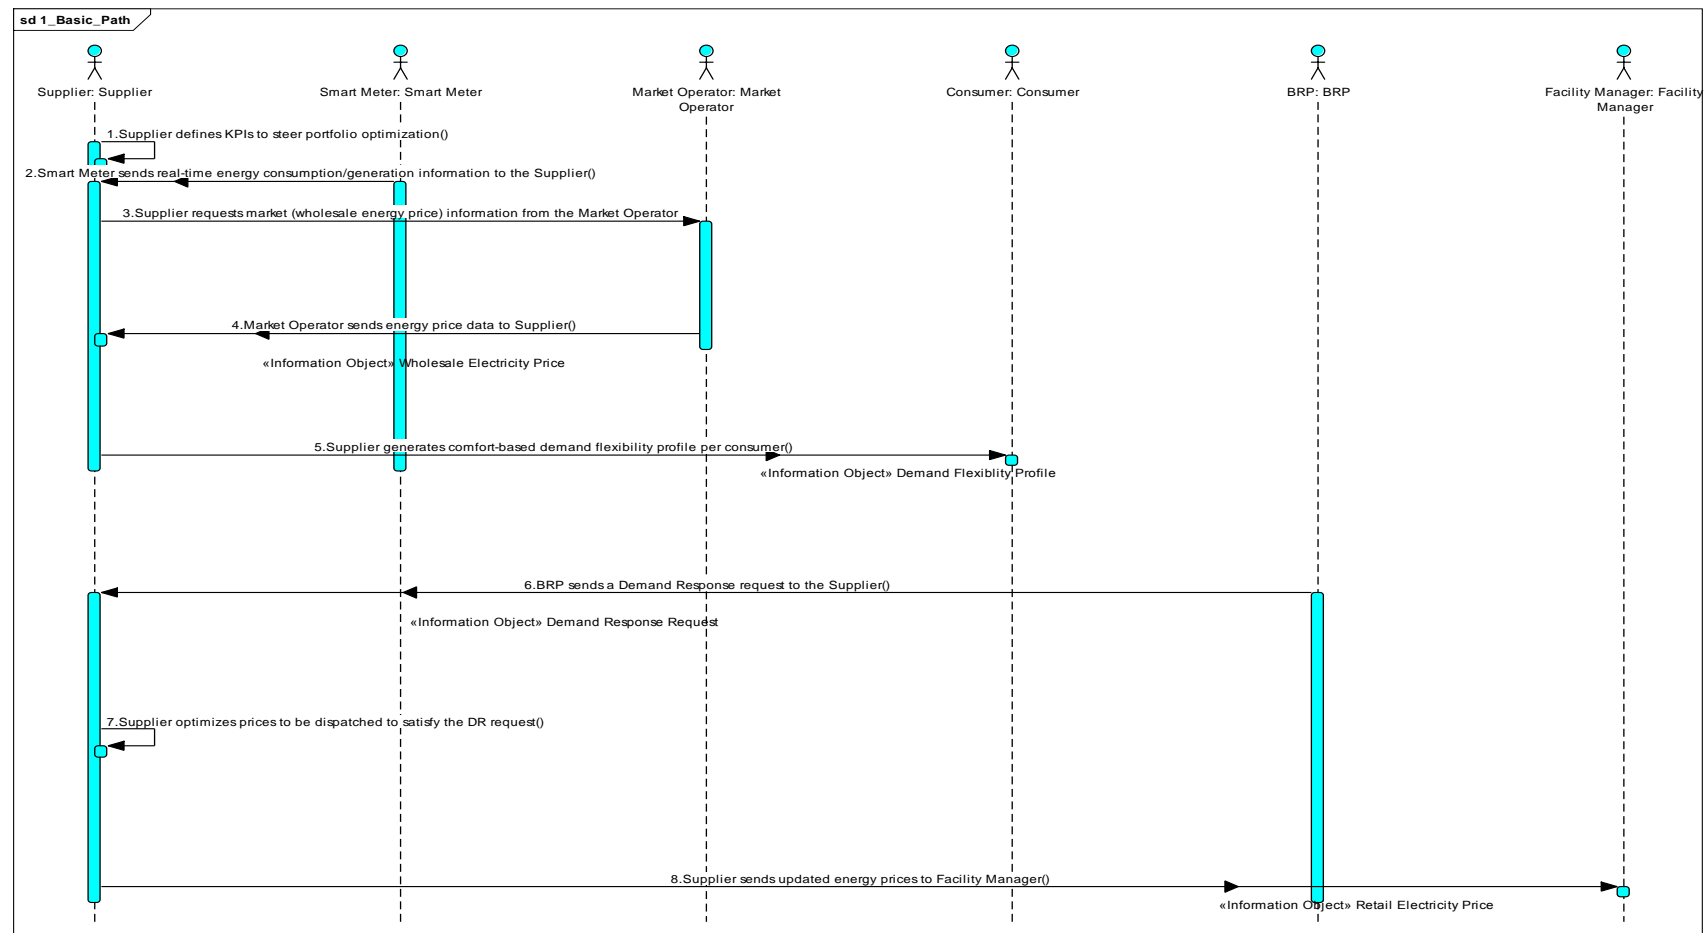 sd 1_Basic_Path
Supplier: Supplier
Smart Meter: Smart Meter
Market Operator: Market
Operator
Consumer: Consumer
BRP: BRP
Facility Manager: Facility
Manager
1.Supplier defines KPIs to steer portfolio optimization()
2.Smart Meter sends real-time energy consumption/generation information to the Supplier()
3.Supplier requests market (wholesale energy price) information from the Market Operator
4.Market Operator sends energy price data to Supplier()
«Information Object» Wholesale Electricity Price
5.Supplier generates comfort-based demand flexibility profile per consumer()
«Information Object» Demand Flexiblity Profile
6.BRP sends a Demand Response request to the Supplier()
«Information Object» Demand Response Request
7.Supplier optimizes prices to be dispatched to satisfy the DR request()
8.Supplier sends updated energy prices to Facility Manager()
«Information Object» Retail Electricity Price